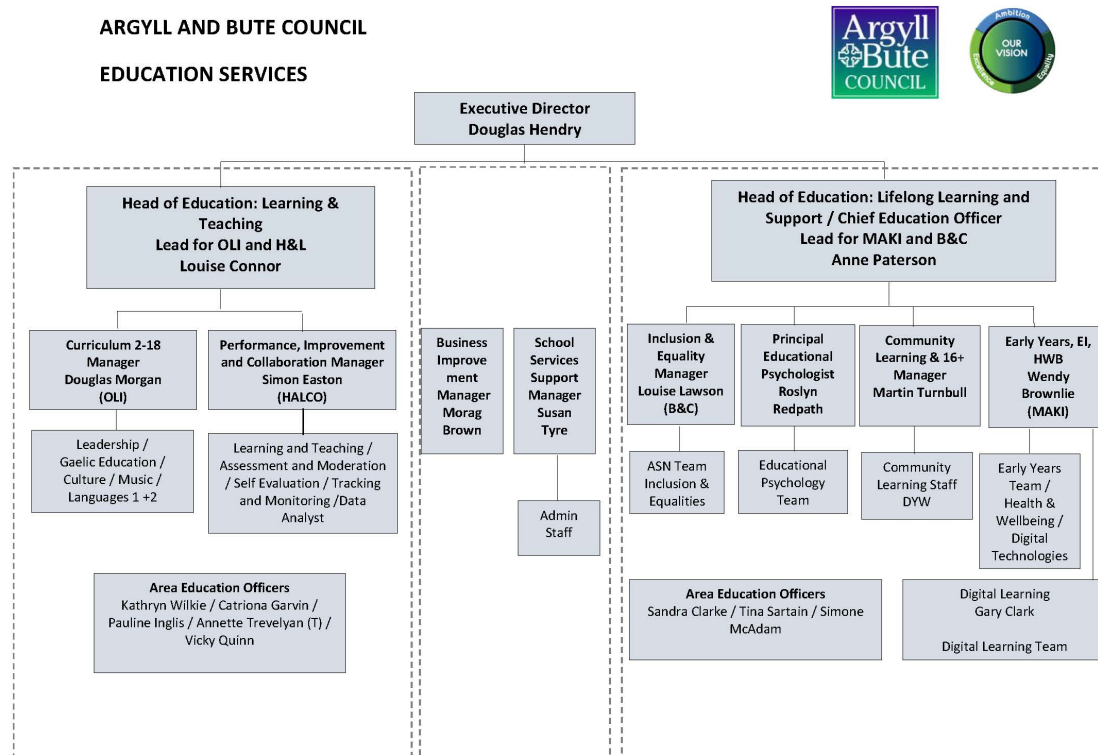 ARGYLL AND BUTE COUNCIL
EDUCATION SERVICES
Argyll
Bute
COUNCIL
Ambition
OUR
VISION
Excellence
Equality
Executive Director
Douglas Hendry
Head of Education: Learning &
Teaching
Lead for OLI and H&L
Louise Connor
Head of Education: Lifelong Learning and
Support / Chief Education Officer
Lead for MAKI and B&C
Anne Paterson
Curriculum 2-18
Manager
Douglas Morgan
(OLI)
Performance, Improvement
and Collaboration Manager
Simon Easton
(HALCO)
Business
Improve
ment
Manager
Morag
Brown
School
Services
Support
Manager
Susan
Tyre
Inclusion &
Equality
Manager
Louise Lawson
(B&C)
Principal
Educational
Psychologist
Roslyn
Redpath
Community
Learning & 16+
Manager
Martin Turnbull
Early Years, EI,
HWB
Wendy
Brownlie
(MAKI)
Leadership /
Gaelic Education /
Culture / Music /
Languages 1 +2
Learning and Teaching /
Assessment and Moderation
/ Self Evaluation / Tracking
and Monitoring /Data
Analyst
Admin
Staff
ASN Team
Inclusion &
Equalities
Educational
Psychology
Team
Community
Learning Staff
DYW
Early Years
Team /
Health &
Wellbeing /
Digital
Technologies
Area Education Officers
Kathryn Wilkie / Catriona Garvin /
Pauline Inglis / Annette Trevelyan (T) /
Vicky Quinn
Area Education Officers
Sandra Clarke / Tina Sartain / Simone
McAdam
Digital Learning
Gary Clark
Digital Learning Team